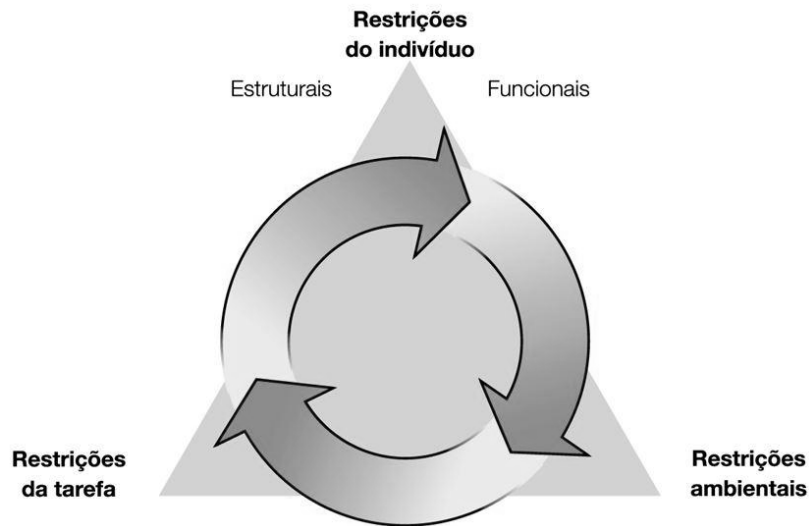 Restrições
do indivíduo
Estruturais
Funcionais
Restrições
da tarefa
Restrições
ambientais